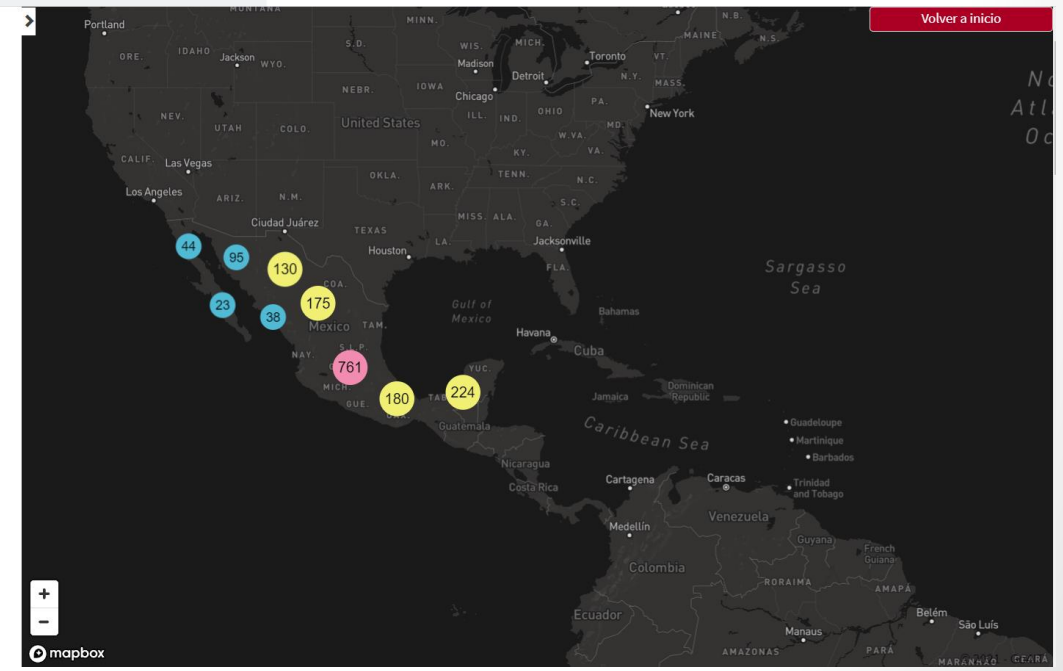 MONTANA
N.B.
Volver a inicio
Portland
MINN.
MAINE
N.S.
ORE.
IDAHO
Jackson
WYO.
S.D.
WIS.
MICH.
Madison
Toronto
VT.
Detroit
N.Y.
MASS.
NEBR.
IOWA
Chicago
PA.
New York
NEV.
UTAH
COLO.
United States
ILL.
IND.
OHIO
MD.
MO.
W.VA.
KY.
VA.
CALIF.
Las Vegas
OKLA.
TENN.
N.C.
Los Angeles
ARIZ.
N.M.
ARK.
S.C.
Ciudad Juárez
TEXAS
MISS.
ALA.
GA.
Houston
LA.
Jacksonville
FLA.
44
95
130
Sargasso
Sea
COA.
23
38
175
Mexico
TAM.
Gulf of
Mexico
Bahamas
Havana
Cuba
NAY.
S.L.P.
761
MICH.
GUE.
180
YUC.
224
Guatemala
Jamaica
Dominican
Republic
Caribbean Sea
Guadeloupe
Martinique
Barbados
Nicaragua
Costa Rica
Cartagena
Caracas
Trinidad
and Tobago
Medellín
Venezuela
Guyana
French
Guiana
Colombia
RORAIMA
AMAPÁ
Ecuador
Belém
São Luís
Manaus
AMAZONAS
PARÁ
MARANHÃO
CEARÁ
+
−
mapbox